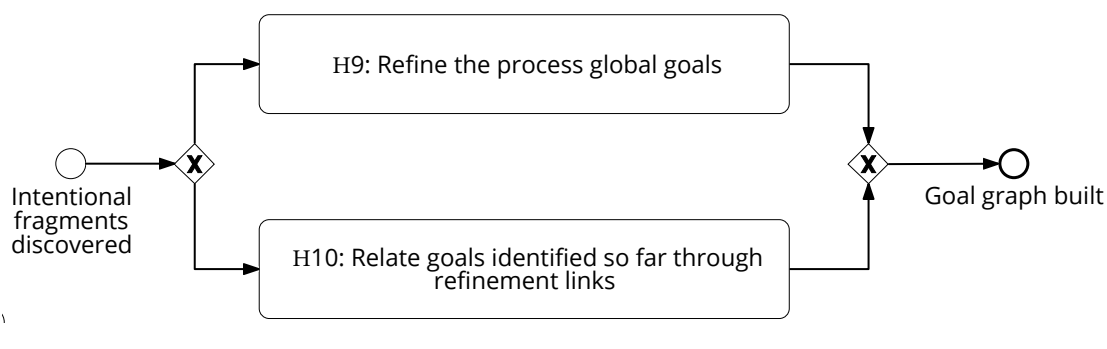 H9: Refine the process global goals
X
X
Intentional
fragments
discovered
Goal graph built
H10: Relate goals identified so far through
refinement links
)